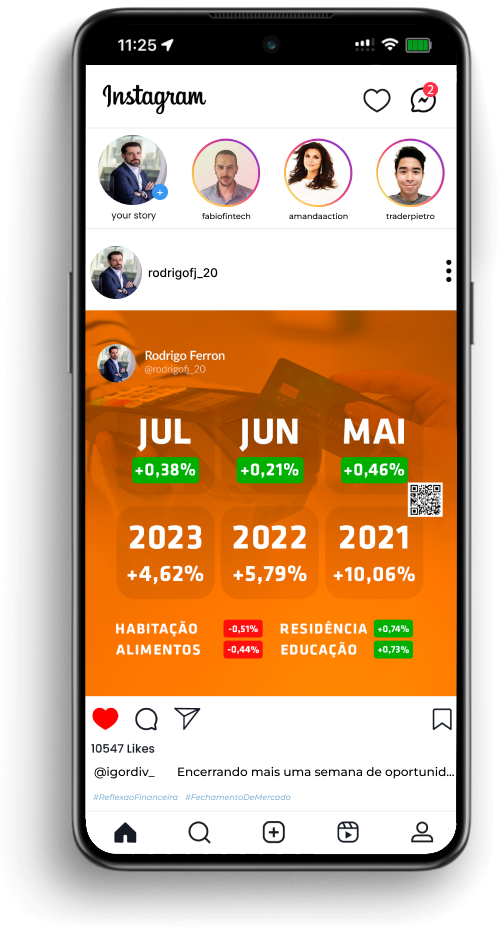 11:25
Instagram
2
your story
fabiofintech
amandaaction
traderpietro
rodrigofj_20
Rodrigo Ferron
@rodrigofj_20
JUL JUN MAI
+0,38% +0,21% +0,46%
2023 2022 2021
+4,62% +5,79% +10,06%
HABITAÇÃO -0,51% RESIDÊNCIA +0,74%
ALIMENTOS -0,44% EDUCAÇÃO +0,73%
10547 Likes
@igordiv_ Encerrando mais uma semana de oportunid...
#ReflexaoFinanceira #FechamentoDeMercado